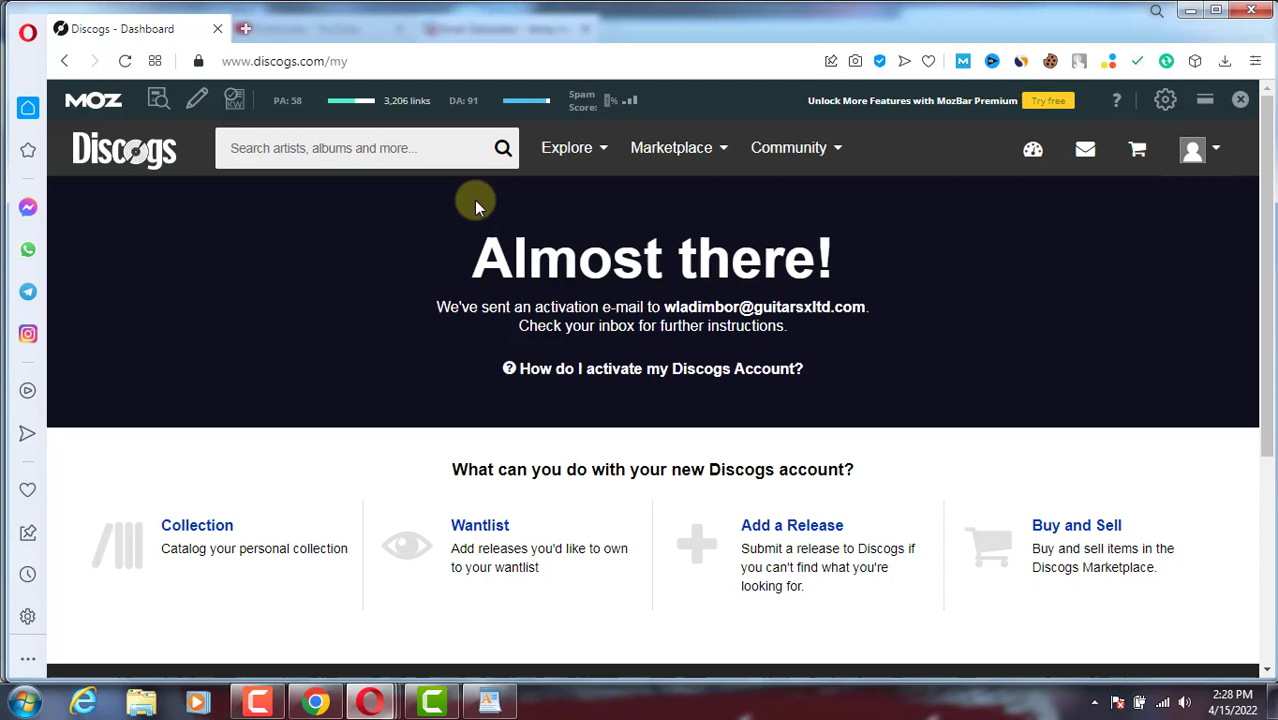 Discogs - Dashboard
www.discogs.com/my
MOZ
PA: 58
3,206 links
DA: 91
Spam
Score:
Unlock More Features with MozBar Premium
Try free
Discogs
Search artists, albums and more...
Explore
Marketplace
Community
Almost there!
We've sent an activation e-mail to wladimbor@guitarsxltd.com.
Check your inbox for further instructions.
How do I activate my Discogs Account?
What can you do with your new Discogs account?
Collection
Catalog your personal collection
Wantlist
Add releases you'd like to own
to your wantlist
Add a Release
Submit a release to Discogs if
you can't find what you're
looking for.
Buy and Sell
Buy and sell items in the
Discogs Marketplace.
2:28 PM
4/15/2022